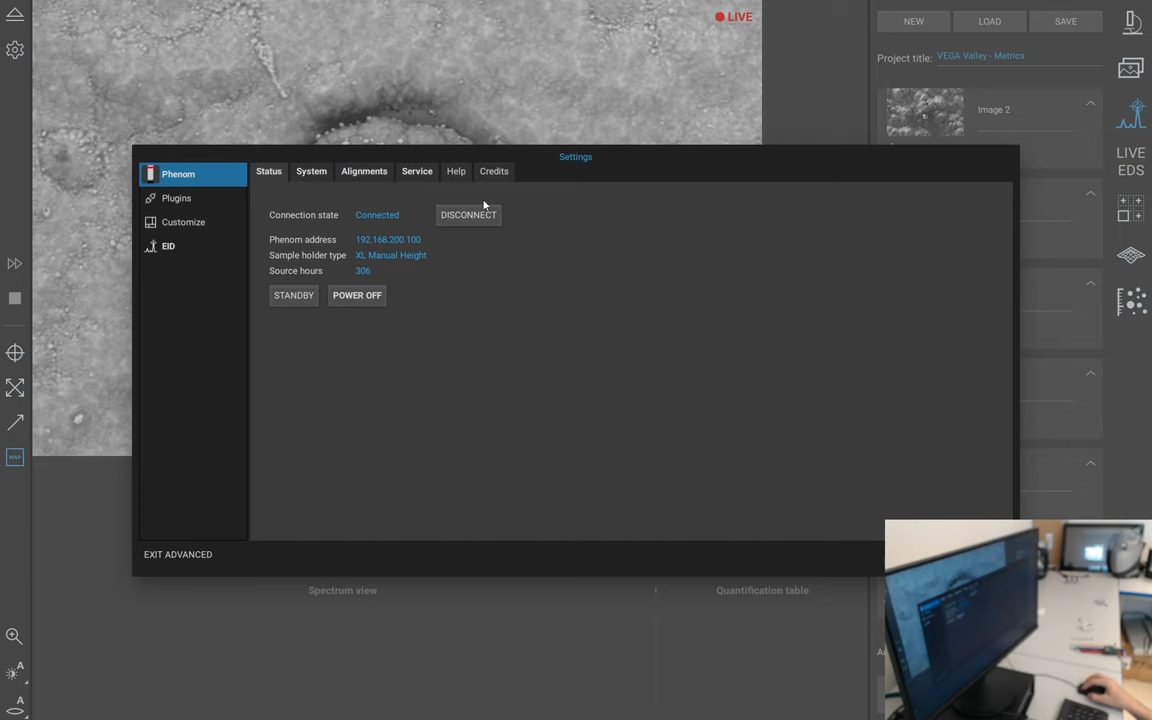 LIVE
NEW LOAD SAVE
Project title: VEGA Valley - Metrics
Image 2
LIVE
EDS
Settings
Phenom
Plugins
Customize
EID
Status System Alignments Service Help Credits
Connection state Connected DISCONNECT
Phenom address 192.168.200.100
Sample holder type XL Manual Height
Source hours 306
STANDBY POWER OFF
EXIT ADVANCED
MAP
Spectrum view
Quantification table
A
A